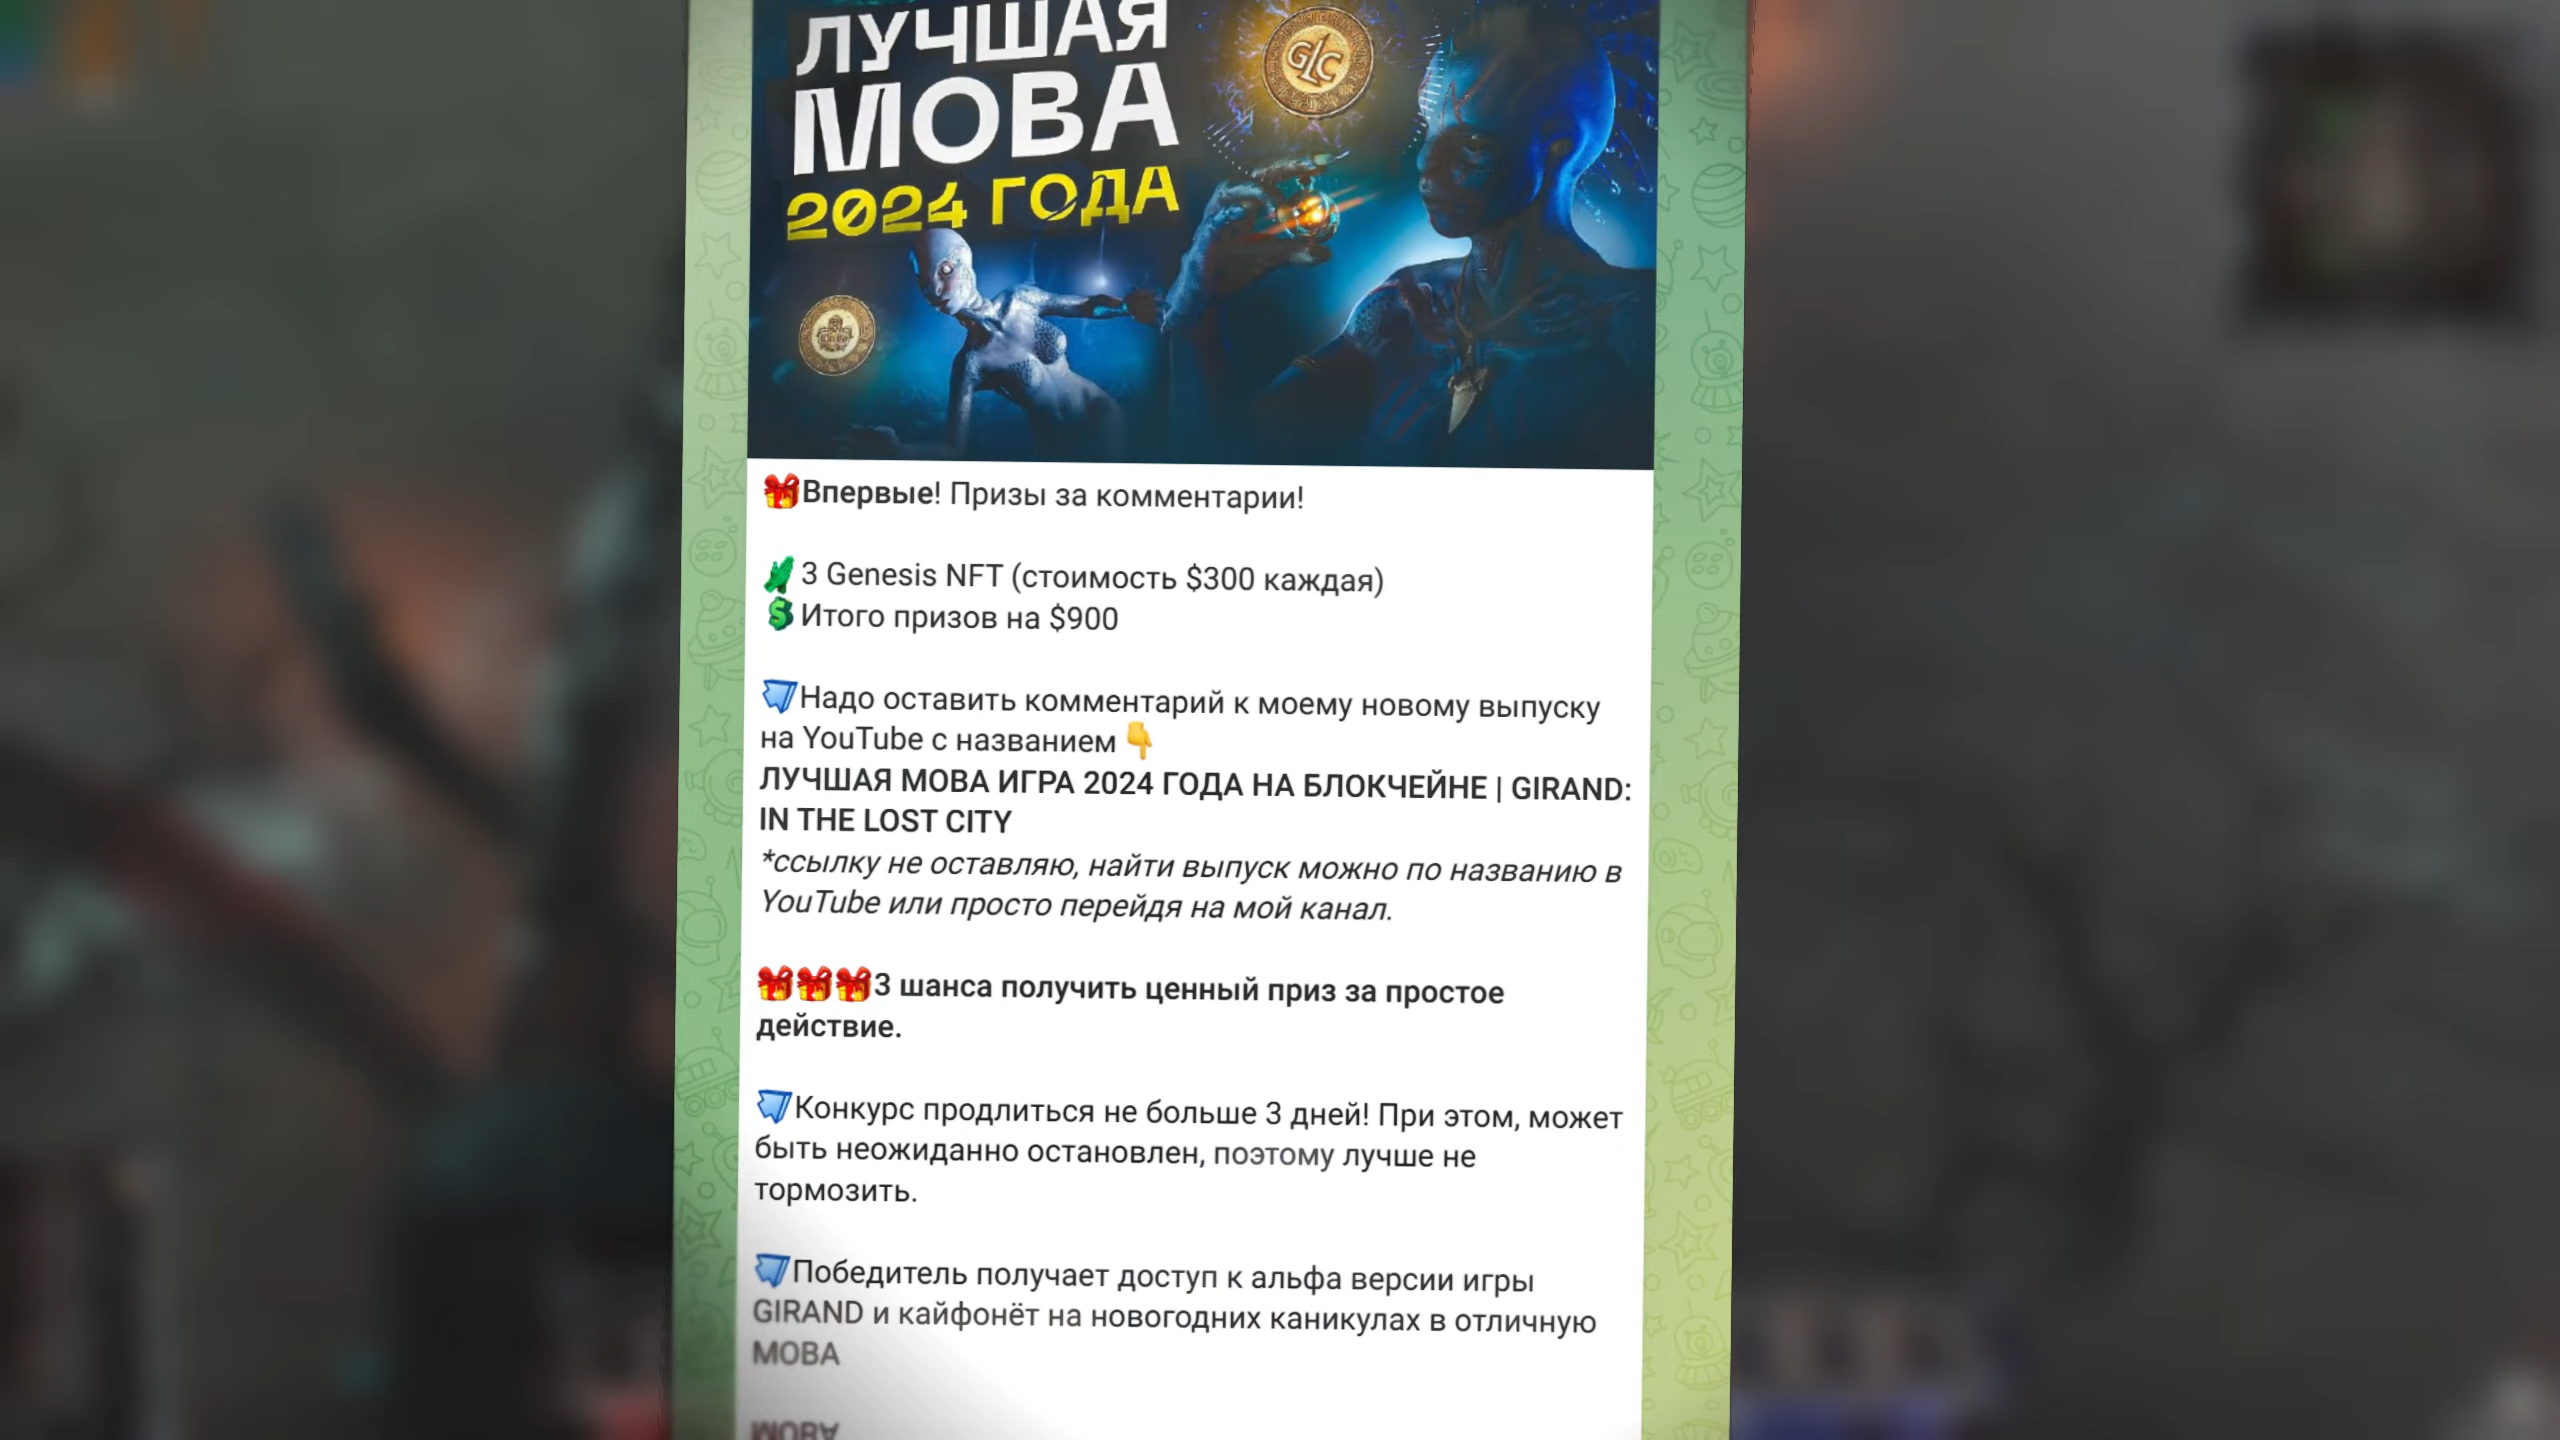 ЛУЧШАЯ
МОВА
2024 ГОДА
GLC
Впервые! Призы за комментарии!
3 Genesis NFT (стоимость $300 каждая)
Итого призов на $900
Надо оставить комментарий к моему новому выпуску
на YouTube с названием
ЛУЧШАЯ МОВА ИГРА 2024 ГОДА НА БЛОКЧЕЙНЕ | GIRAND:
IN THE LOST CITY
*ссылку не оставляю, найти выпуск можно по названию в
YouTube или просто перейдя на мой канал.
3 шанса получить ценный приз за простое
действие.
Конкурс продлиться не больше 3 дней! При этом, может
быть неожиданно остановлен, поэтому лучше не
тормозить.
Победитель получает доступ к альфа версии игры
GIRAND и кайфонёт на новогодних каникулах в отличную
МОВА